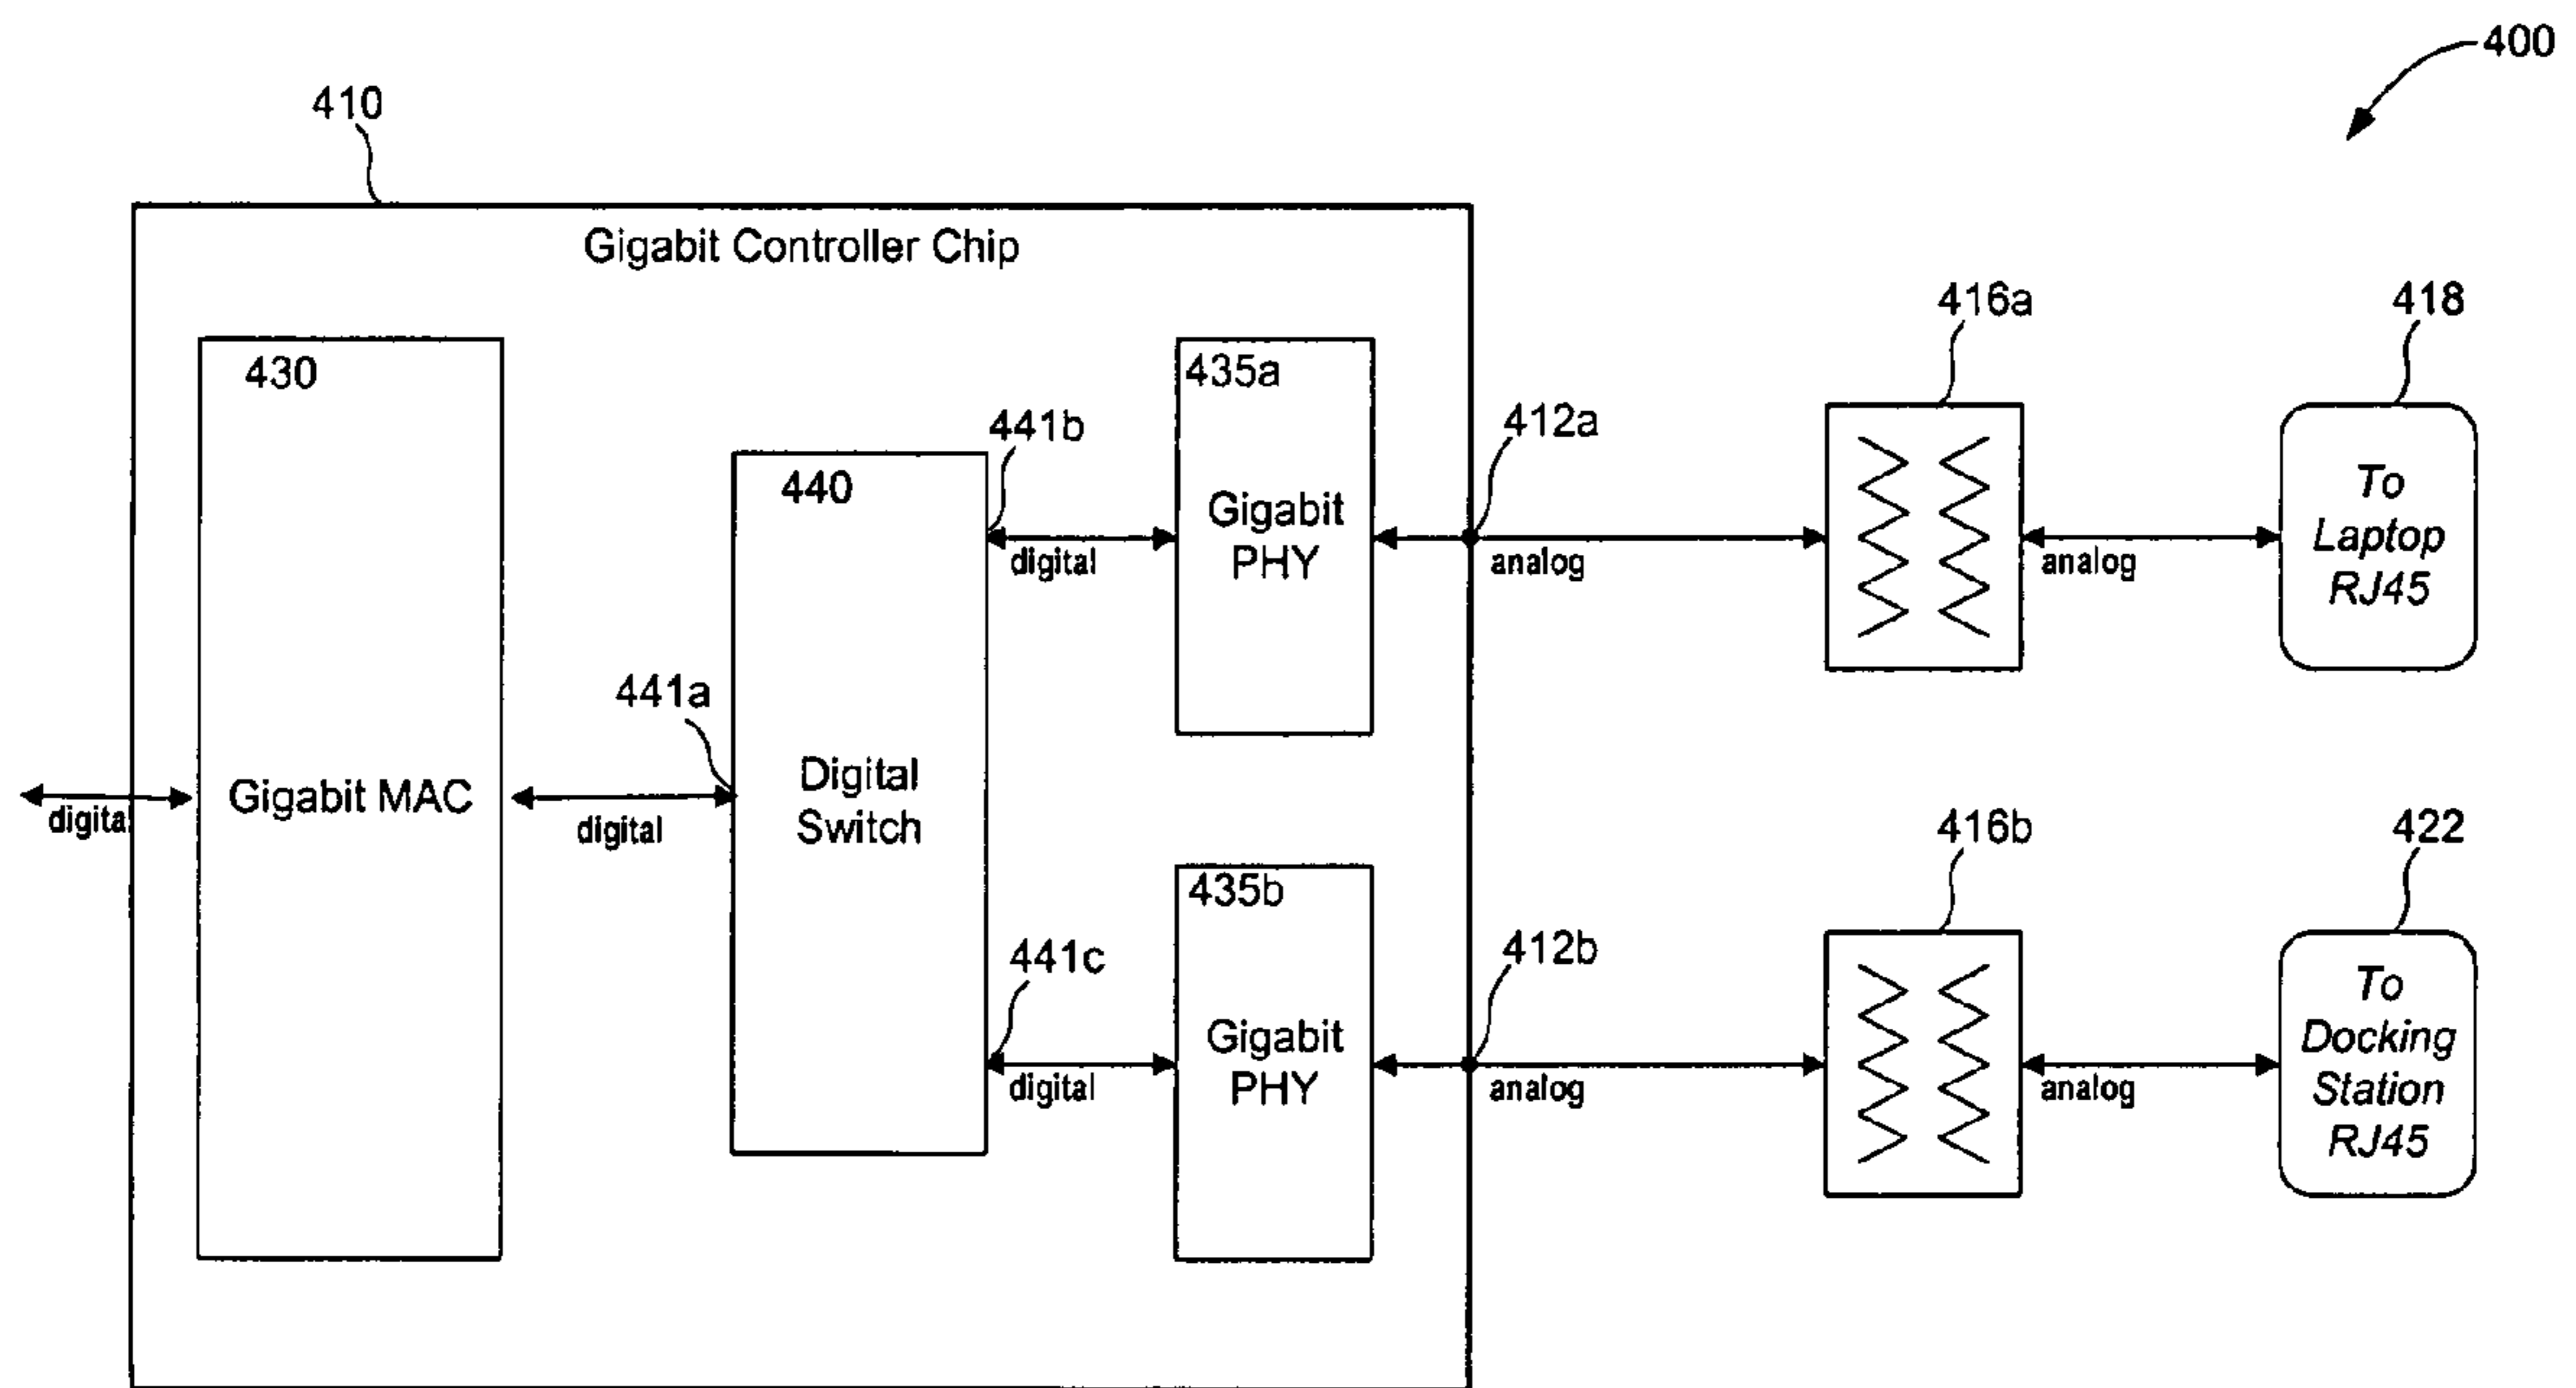 400
410
Gigabit Controller Chip
416a
418
430
435a
441b
412a
440
Gigabit
PHY
To
Laptop
RJ45
digital
analog
analog
441a
Digital
Switch
Gigabit MAC
digital
digital
416b
422
435b
441c
412b
Gigabit
PHY
To
Docking
Station
RJ45
digital
analog
analog